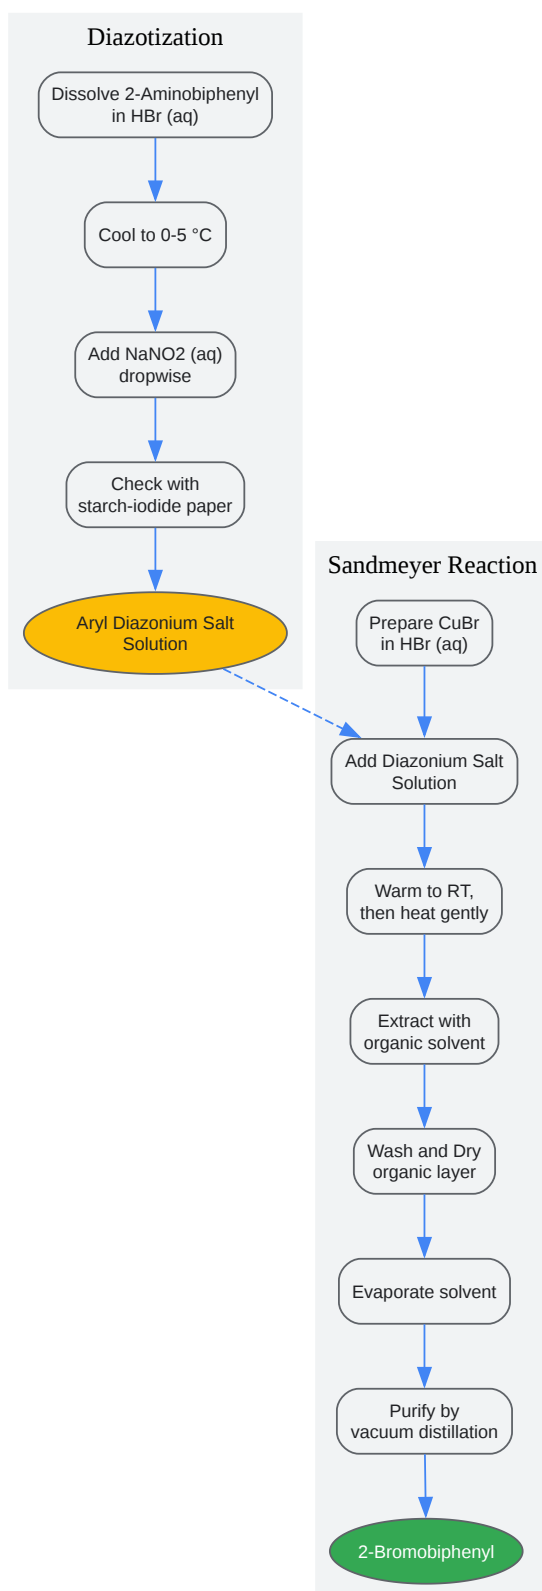 Diazotization
Dissolve 2-Aminobiphenyl
in HBr (aq)
Cool to 0-5 °C
Add NaNO2 (aq)
dropwise
Check with
starch-iodide paper
Aryl Diazonium Salt
Solution
Sandmeyer Reaction
Prepare CuBr
in HBr (aq)
Add Diazonium Salt
Solution
Warm to RT,
then heat gently
Extract with
organic solvent
Wash and Dry
organic layer
Evaporate solvent
Purify by
vacuum distillation
2-Bromobiphenyl